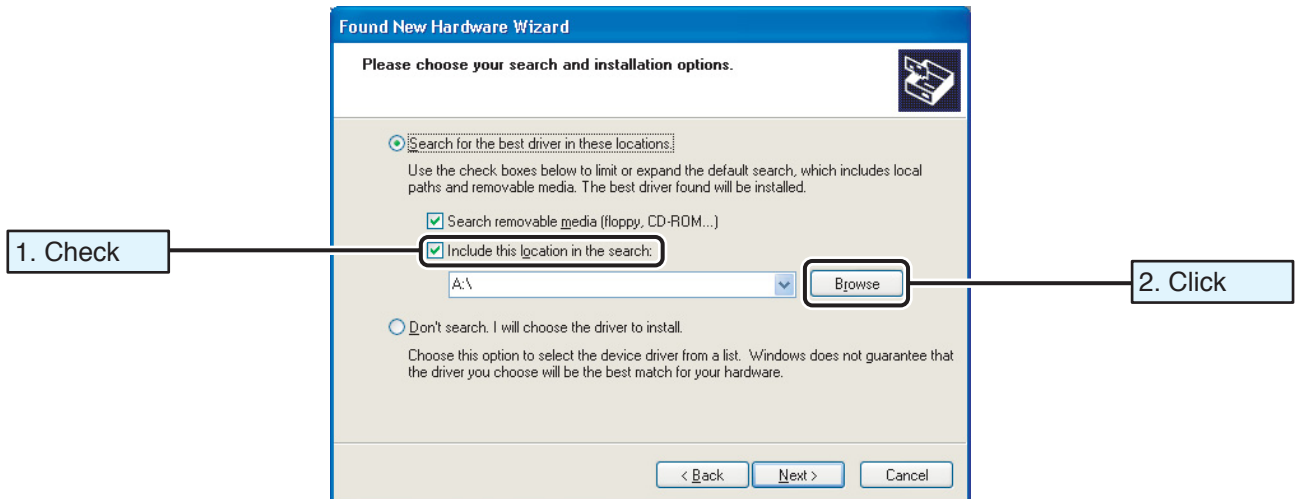 Found New Hardware Wizard
Please choose your search and installation options.
Search for the best driver in these locations.
Use the check boxes below to limit or expand the default search, which includes local
paths and removable media. The best driver found will be installed.
Search removable media (floppy, CD-ROM...)
1. Check
Include this location in the search:
A:\
Browse
2. Click
Don't search. I will choose the driver to install.
Choose this option to select the device driver from a list. Windows does not guarantee that
the driver you choose will be the best match for your hardware.
< Back
Next >
Cancel